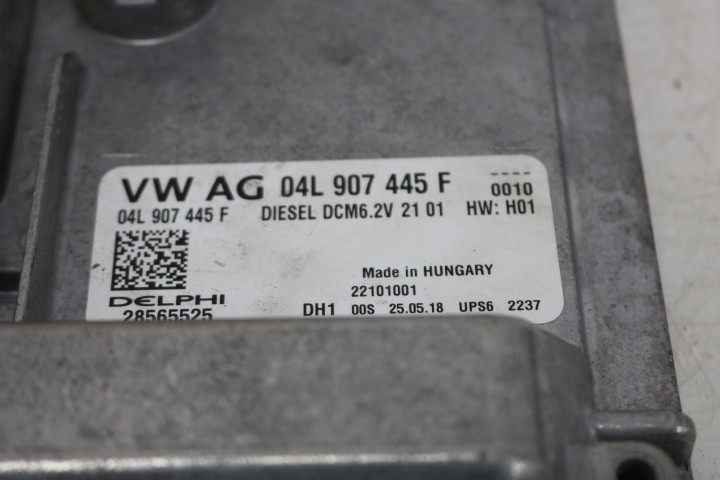 VW AG 04L 907 445 F ----
0010
04L 907 445 F DIESEL DCM6.2V 21 01 HW: H01
Made in HUNGARY
22101001
DELPHI
28565525 DH1 00S 25.05.18 UPS6 2237